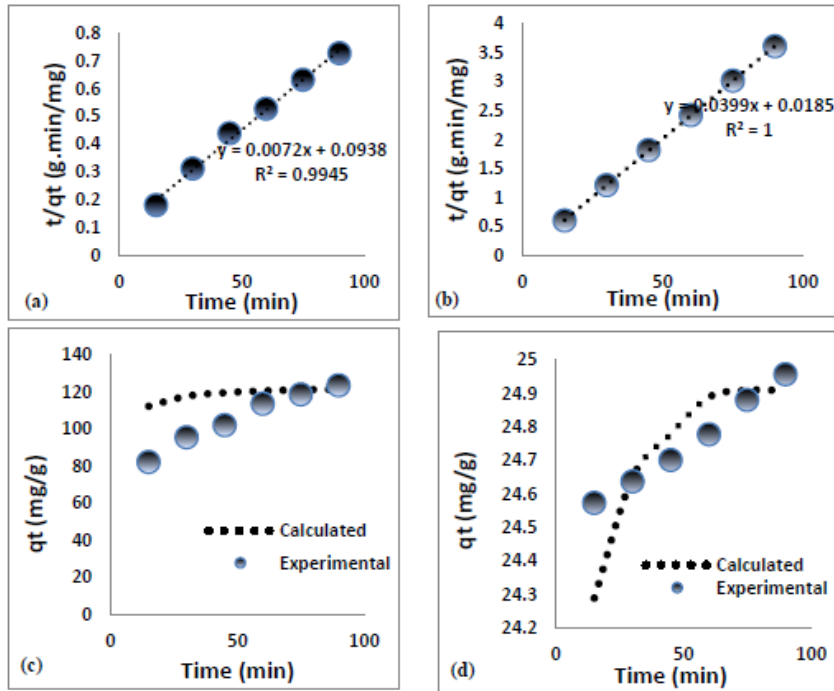 0.8
0.7
0.6
0.5
0.4
0.3
0.2
0.1
0
t/qt (g.min/mg)
y = 0.0072x + 0.0938
R² = 0.9945
0 50 100
Time (min)
(a)
4
3.5
3
2.5
2
1.5
1
0.5
0
t/qt (g.min/mg)
y = 0.0399x + 0.0185
R² = 1
0 50 100
Time (min)
(b)
140
120
100
80
60
40
20
0
qt (mg/g)
Calculated
Experimental
0 50 100
Time (min)
(c)
25
24.9
24.8
24.7
24.6
24.5
24.4
24.3
24.2
qt (mg/g)
Calculated
Experimental
0 50 100
Time (min)
(d)